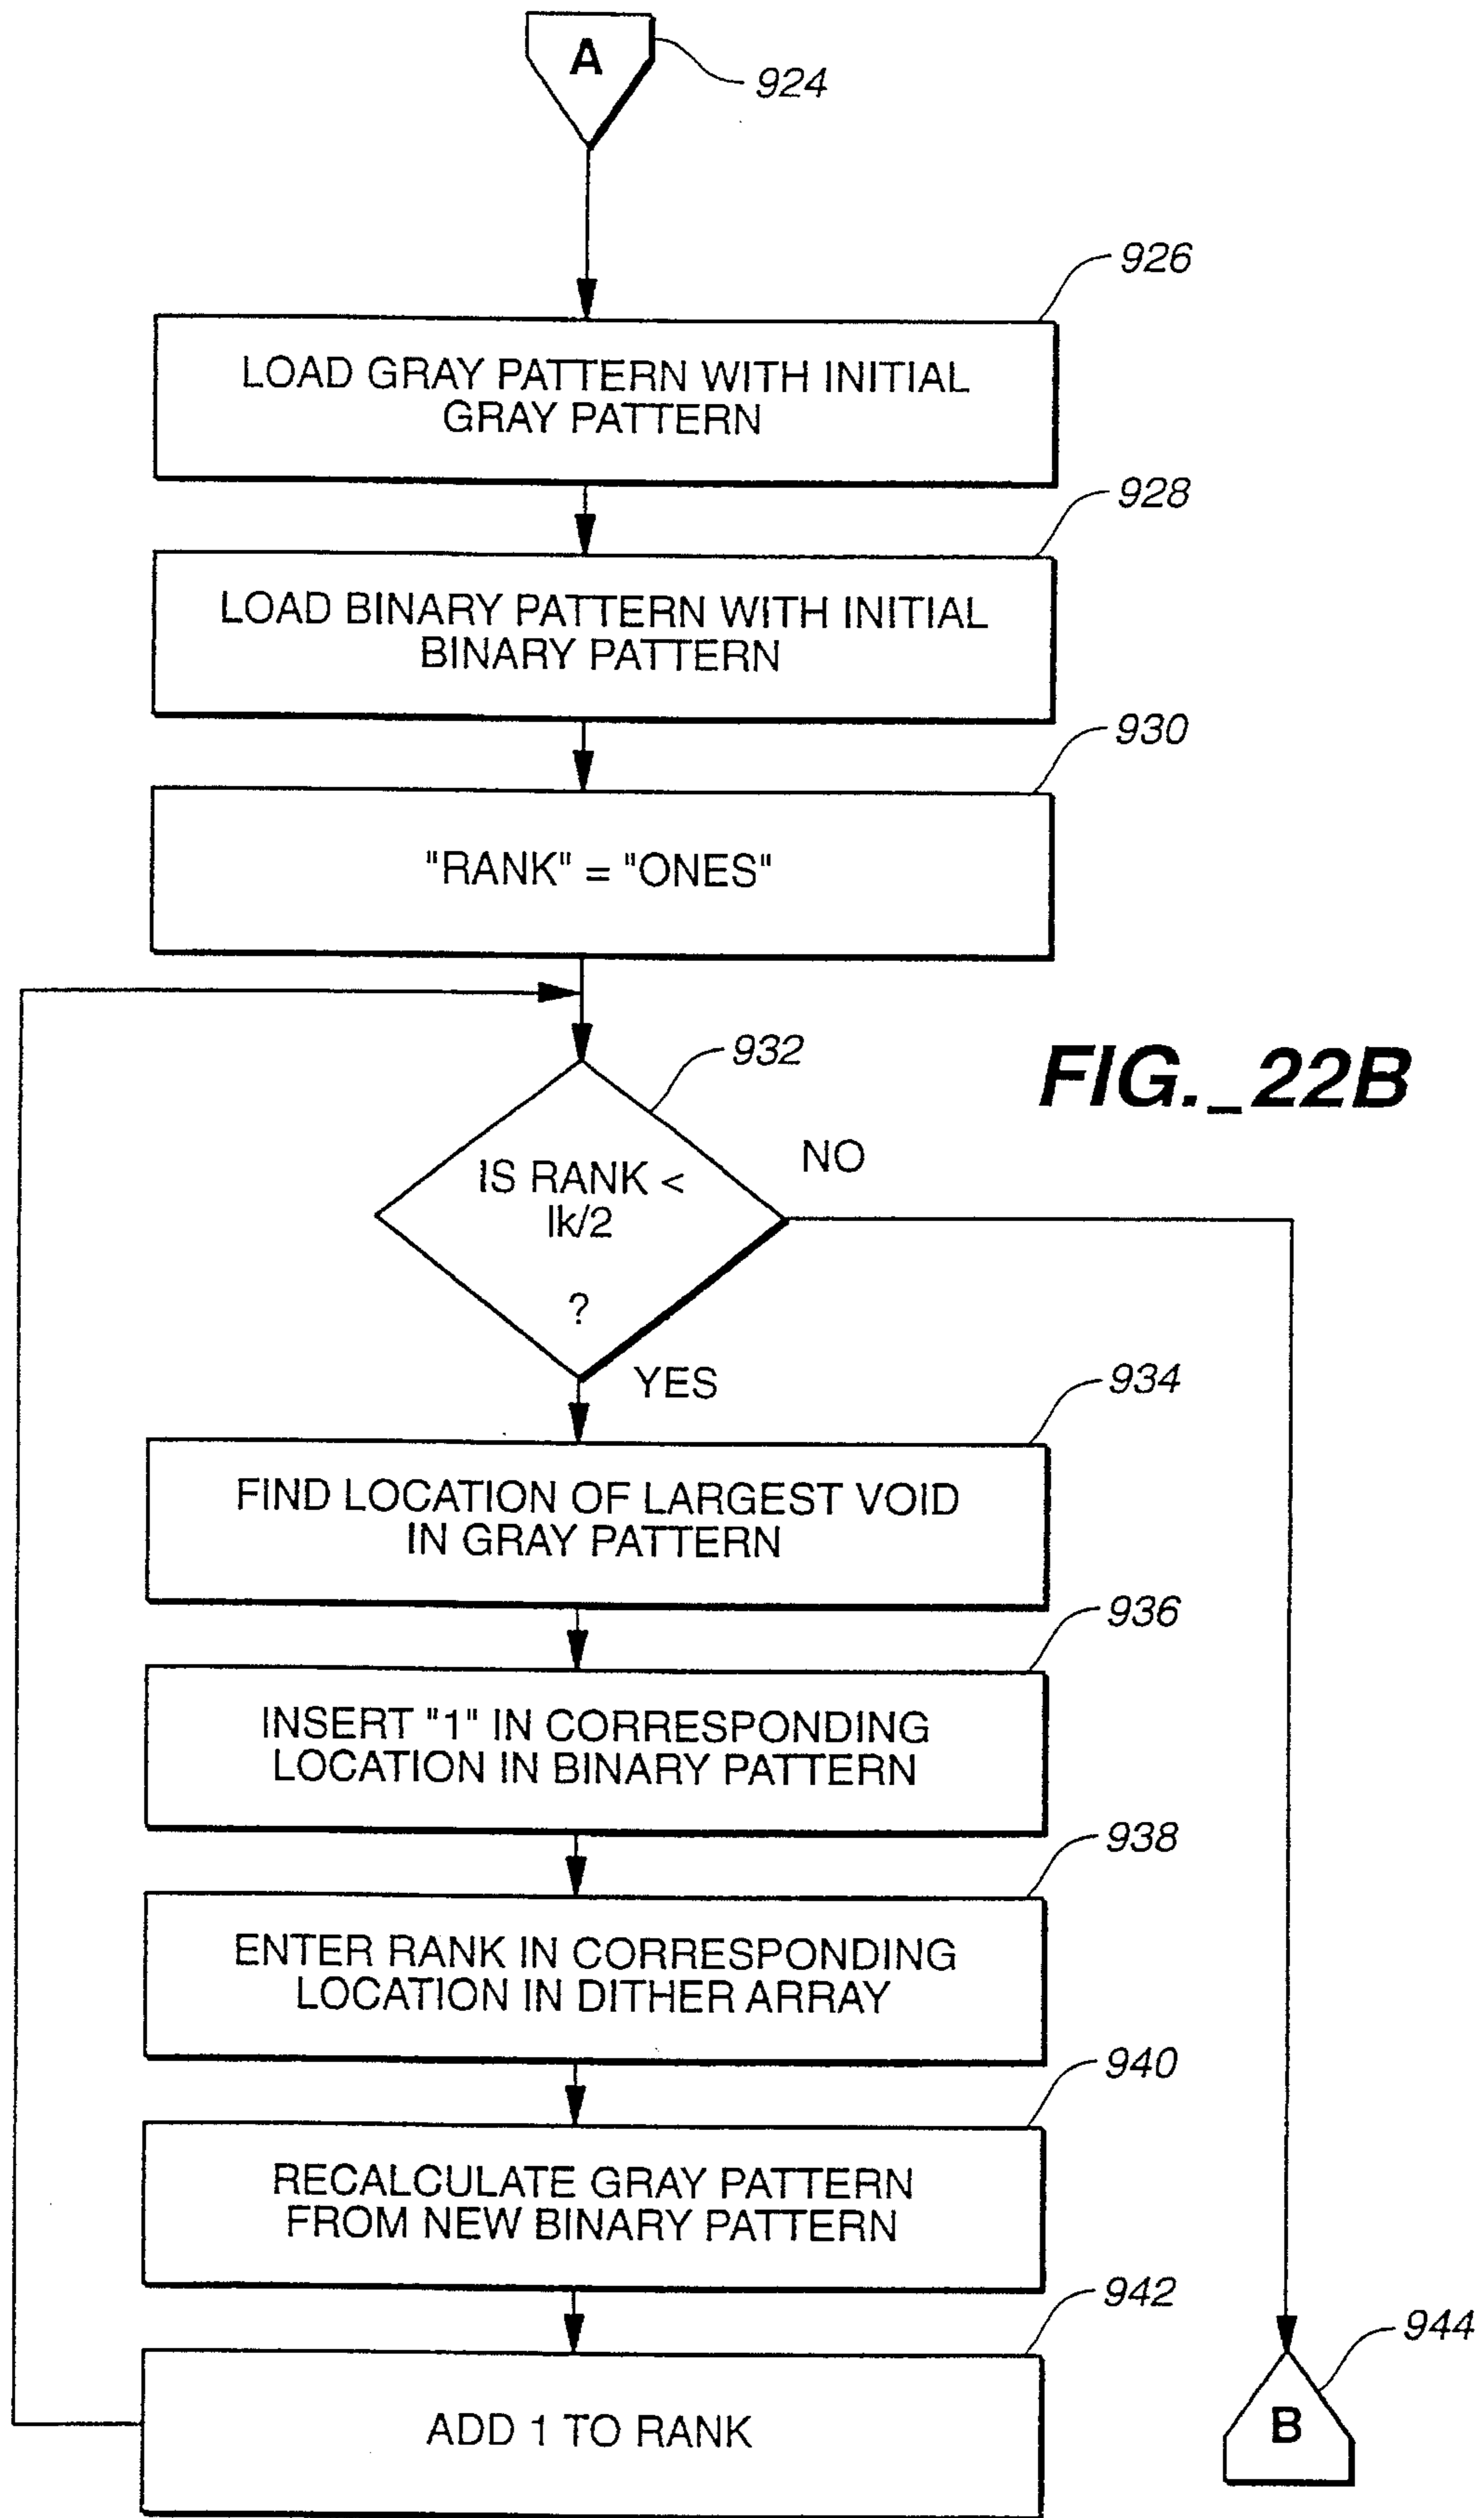 A
924
926
LOAD GRAY PATTERN WITH INITIAL
GRAY PATTERN
928
LOAD BINARY PATTERN WITH INITIAL
BINARY PATTERN
930
"RANK" = "ONES"
932
FIG._22B
NO
IS RANK <
lk/2
?
YES
934
FIND LOCATION OF LARGEST VOID
IN GRAY PATTERN
936
INSERT "1" IN CORRESPONDING
LOCATION IN BINARY PATTERN
938
ENTER RANK IN CORRESPONDING
LOCATION IN DITHER ARRAY
940
RECALCULATE GRAY PATTERN
FROM NEW BINARY PATTERN
942
ADD 1 TO RANK
944
B